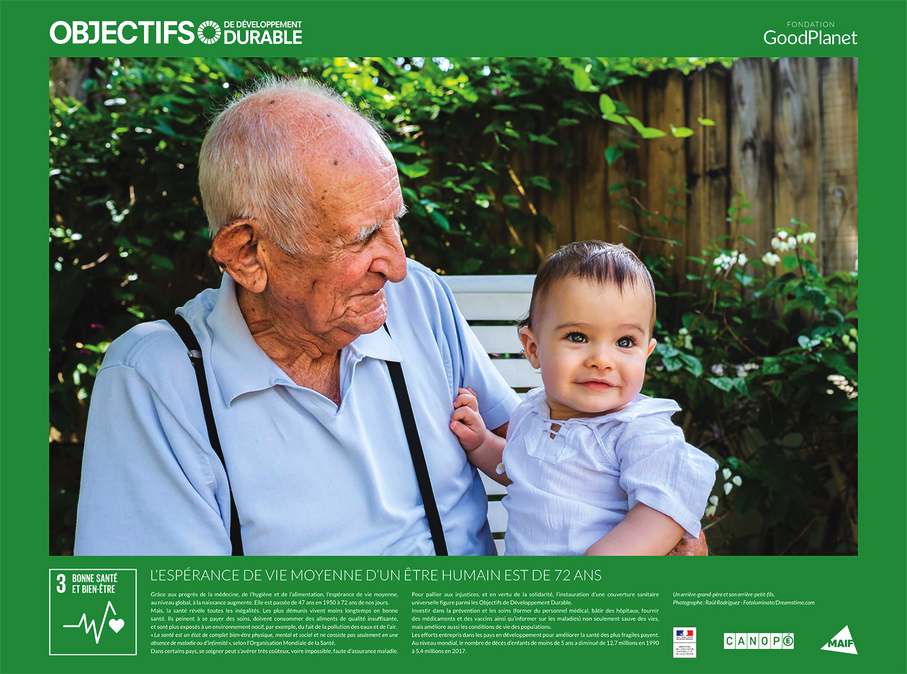 OBJECTIFS DE DÉVELOPPEMENT DURABLE
FONDATION
GoodPlanet
3 BONNE SANTÉ
ET BIEN-ÊTRE
L'ESPÉRANCE DE VIE MOYENNE D'UN ÊTRE HUMAIN EST DE 72 ANS
Grâce aux progrès de la médecine, de l'hygiène et de l'alimentation, l'espérance de vie moyenne,
au niveau global, à la naissance augmente. Elle est passée de 47 ans en 1950 à 72 ans de nos jours.
Mais, la santé révèle toutes les inégalités. Les plus démunis vivent moins longtemps en bonne
santé. Ils peinent à se payer des soins, doivent consommer des aliments de qualité insuffisante,
et sont plus exposés à un environnement nocif, par exemple, du fait de la pollution des eaux et de l'air.
«La santé est un état de complet bien-être physique, mental et social et ne consiste pas seulement en une
absence de maladie ou d'infirmité», selon l'Organisation Mondiale de la Santé.
Dans certains pays, se soigner peut s'avérer très coûteux, voire impossible, faute d'assurance maladie.
Pour pallier aux injustices, et en vertu de la solidarité, l'instauration d'une couverture sanitaire
universelle figure parmi les Objectifs de Développement Durable.
Investir dans la prévention et les soins (former du personnel médical, bâtir des hôpitaux, fournir
des médicaments et des vaccins ainsi qu'informer sur les maladies) non seulement sauve des vies,
mais améliore aussi les conditions de vie des populations.
Les efforts entrepris dans les pays en développement pour améliorer la santé des plus fragiles payent.
Au niveau mondial, le nombre de décès d'enfants de moins de 5 ans a diminué de 12,7 millions en 1990
à 5,4 millions en 2017.
Un arrière-grand-père et son arrière-petit-fils.
Photographe : Raúl Rodriguez - Fotoluminate/Dreamstime.com
CANOPÉ
MAIF